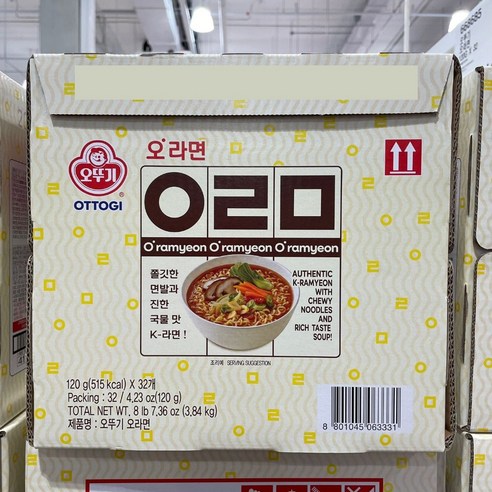 오라면
오뚜기
OTTOGI
ㅇㄹㅁ
O'ramyeon O'ramyeon O'ramyeon
쫄깃한
면발과
진한
국물 맛
K-라면 !
AUTHENTIC
K-RAMYEON
WITH
CHEWY
NOODLES
AND
RICH TASTE
SOUP!
조리예 : SERVING SUGGESTION
120 g (515 kcal) X 32개
Packing : 32 / 4,23 oz (120 g)
TOTAL NET WT. 8 lb 7,36 oz (3,84 kg)
제품명 : 오뚜기 오라면
8 801045 063331